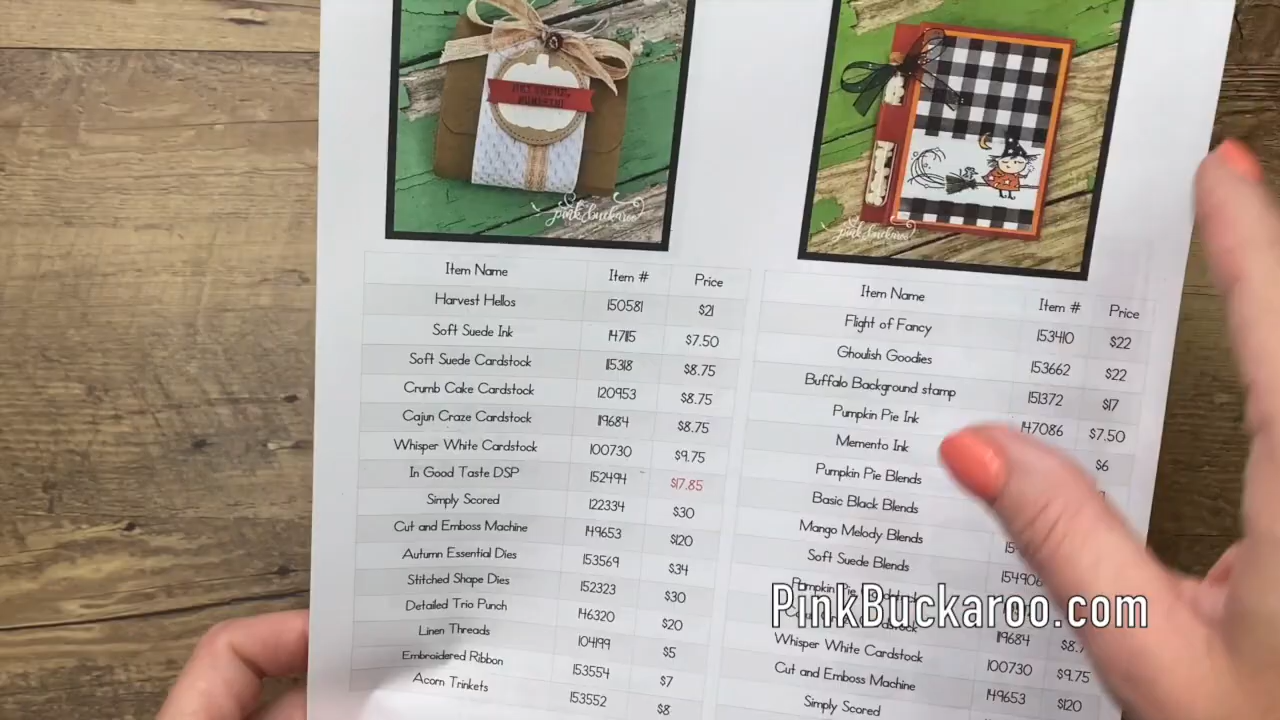 pink buckaroo
pink buckaroo
Item Name Item # Price
Harvest Hellos 150581 $21
Soft Suede Ink 147115 $7.50
Soft Suede Cardstock 115318 $8.75
Crumb Cake Cardstock 120953 $8.75
Cajun Craze Cardstock 119684 $8.75
Whisper White Cardstock 100730 $9.75
In Good Taste DSP 152494 $17.85
Simply Scored 122334 $30
Cut and Emboss Machine 149653 $120
Autumn Essential Dies 153569 $34
Stitched Shape Dies 152323 $30
Detailed Trio Punch 146320 $20
Linen Threads 104199 $5
Embroidered Ribbon 153554 $7
Acorn Trinkets 153552 $8
Item Name Item # Price
Flight of Fancy 153410 $22
Ghoulish Goodies 153662 $22
Buffalo Background stamp 151372 $17
Pumpkin Pie Ink 147086 $7.50
Memento Ink $6
Pumpkin Pie Blends
Basic Black Blends
Mango Melody Blends
Soft Suede Blends 154906
Pumpkin Pie
PinkBuckaroo.com
119684
Whisper White Cardstock 100730 $9.75
Cut and Emboss Machine 149653 $120
Simply Scored